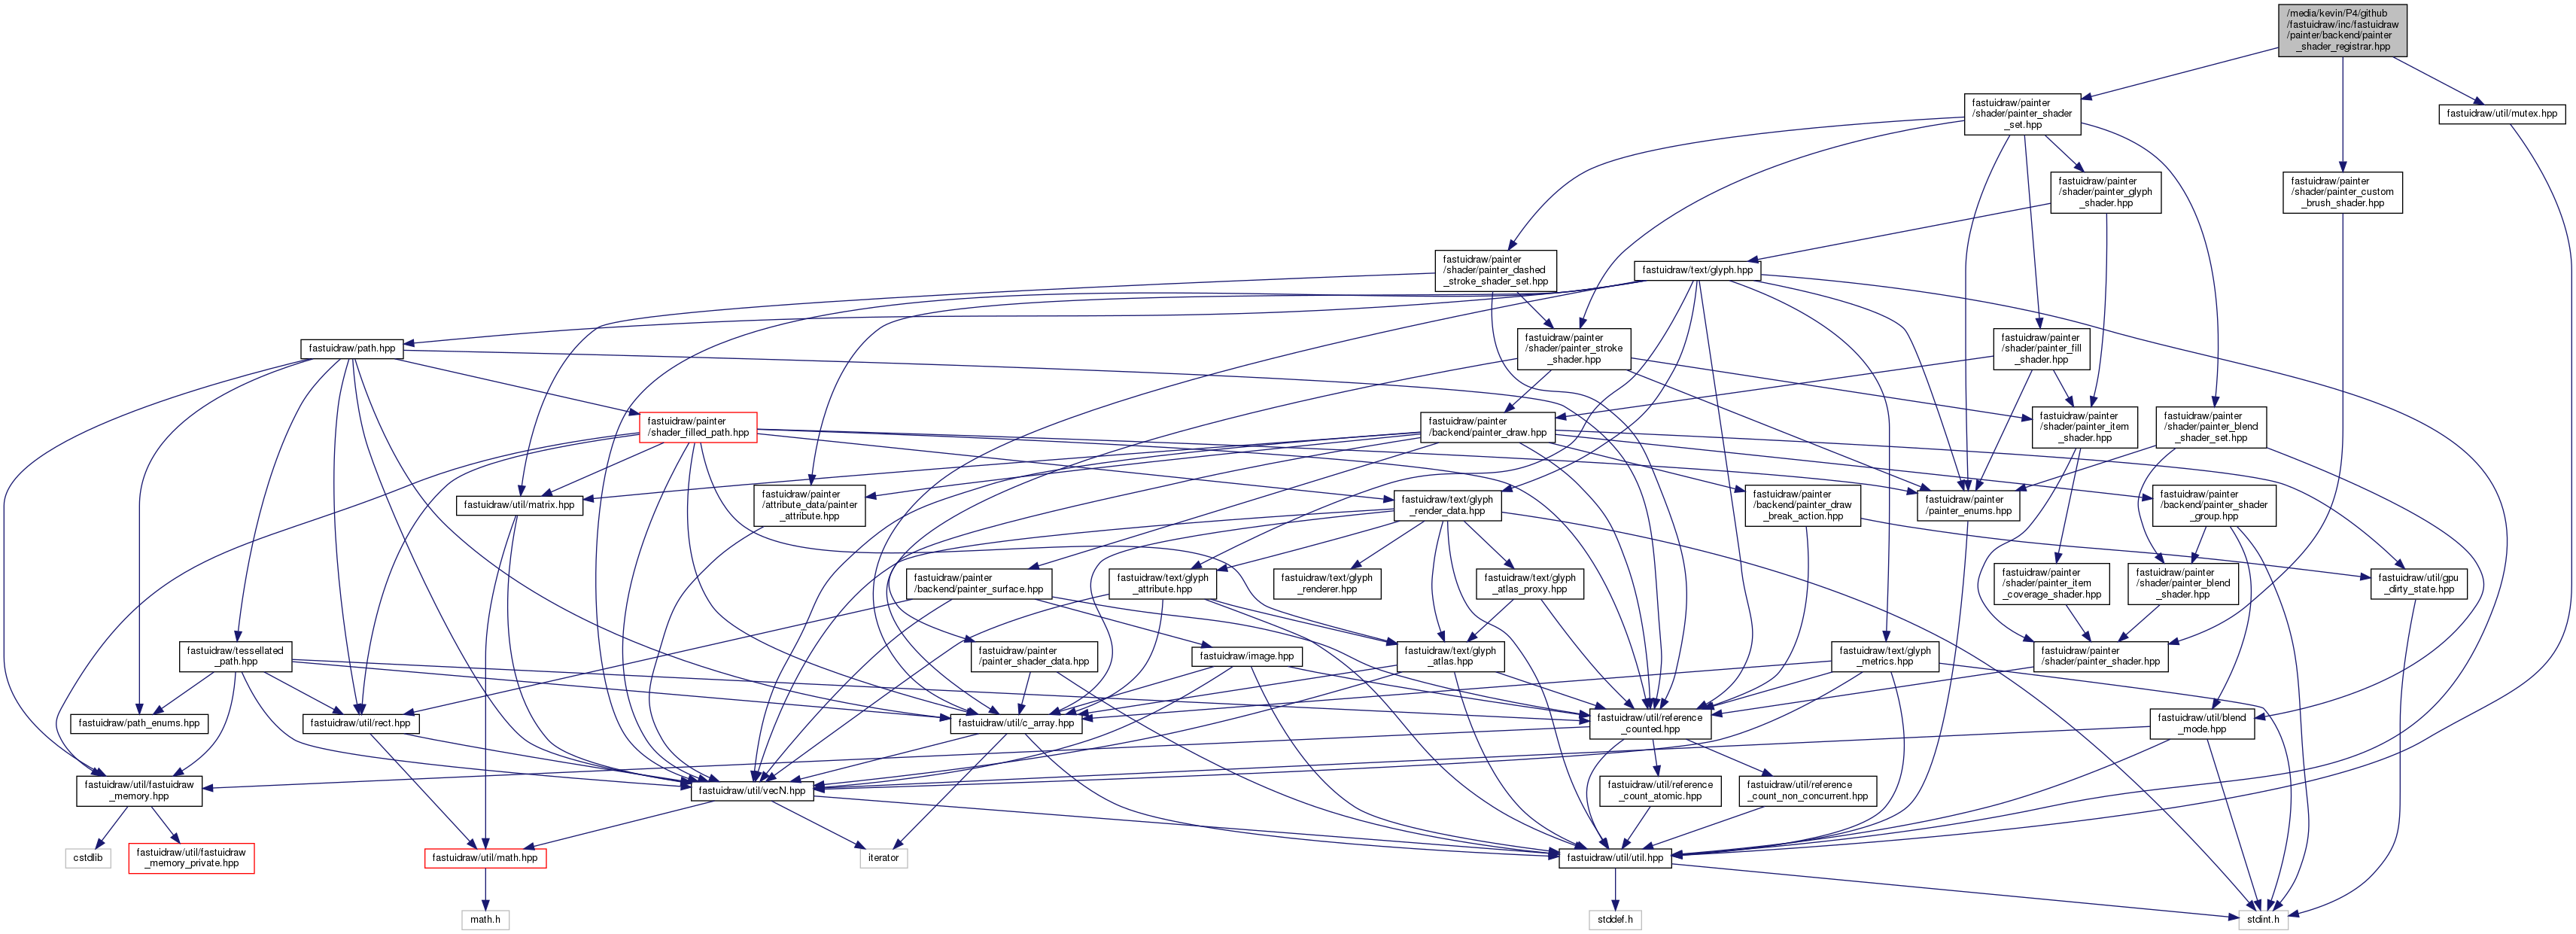 /media/kevin/P4/github
/fastuidraw/inc/fastuidraw
/painter/backend/painter
_shader_registrar.hpp
fastuidraw/painter
/shader/painter_shader
_set.hpp
fastuidraw/util/mutex.hpp
fastuidraw/painter
/shader/painter_glyph
_shader.hpp
fastuidraw/painter
/shader/painter_custom
_brush_shader.hpp
fastuidraw/painter
/shader/painter_dashed
_stroke_shader_set.hpp
fastuidraw/text/glyph.hpp
fastuidraw/path.hpp
fastuidraw/painter
/shader/painter_stroke
_shader.hpp
fastuidraw/painter
/shader/painter_fill
_shader.hpp
fastuidraw/painter
/shader_filled_path.hpp
fastuidraw/painter
/backend/painter_draw.hpp
fastuidraw/painter
/shader/painter_item
_shader.hpp
fastuidraw/painter
/shader/painter_blend
_shader_set.hpp
fastuidraw/util/matrix.hpp
fastuidraw/painter
/attribute_data/painter
_attribute.hpp
fastuidraw/text/glyph
_render_data.hpp
fastuidraw/painter
/backend/painter_draw
_break_action.hpp
fastuidraw/painter
/painter_enums.hpp
fastuidraw/painter
/backend/painter_shader
_group.hpp
fastuidraw/painter
/backend/painter_surface.hpp
fastuidraw/text/glyph
_attribute.hpp
fastuidraw/text/glyph
_renderer.hpp
fastuidraw/text/glyph
_atlas_proxy.hpp
fastuidraw/painter
/shader/painter_item
_coverage_shader.hpp
fastuidraw/painter
/shader/painter_blend
_shader.hpp
fastuidraw/util/gpu
_dirty_state.hpp
fastuidraw/tessellated
_path.hpp
fastuidraw/painter
/painter_shader_data.hpp
fastuidraw/image.hpp
fastuidraw/text/glyph
_atlas.hpp
fastuidraw/text/glyph
_metrics.hpp
fastuidraw/painter
/shader/painter_shader.hpp
fastuidraw/path_enums.hpp
fastuidraw/util/rect.hpp
fastuidraw/util/c_array.hpp
fastuidraw/util/reference
_counted.hpp
fastuidraw/util/blend
_mode.hpp
fastuidraw/util/fastuidraw
_memory.hpp
fastuidraw/util/vecN.hpp
fastuidraw/util/reference
_count_atomic.hpp
fastuidraw/util/reference
_count_non_concurrent.hpp
cstdlib
fastuidraw/util/fastuidraw
_memory_private.hpp
fastuidraw/util/math.hpp
iterator
fastuidraw/util/util.hpp
math.h
stddef.h
stdint.h